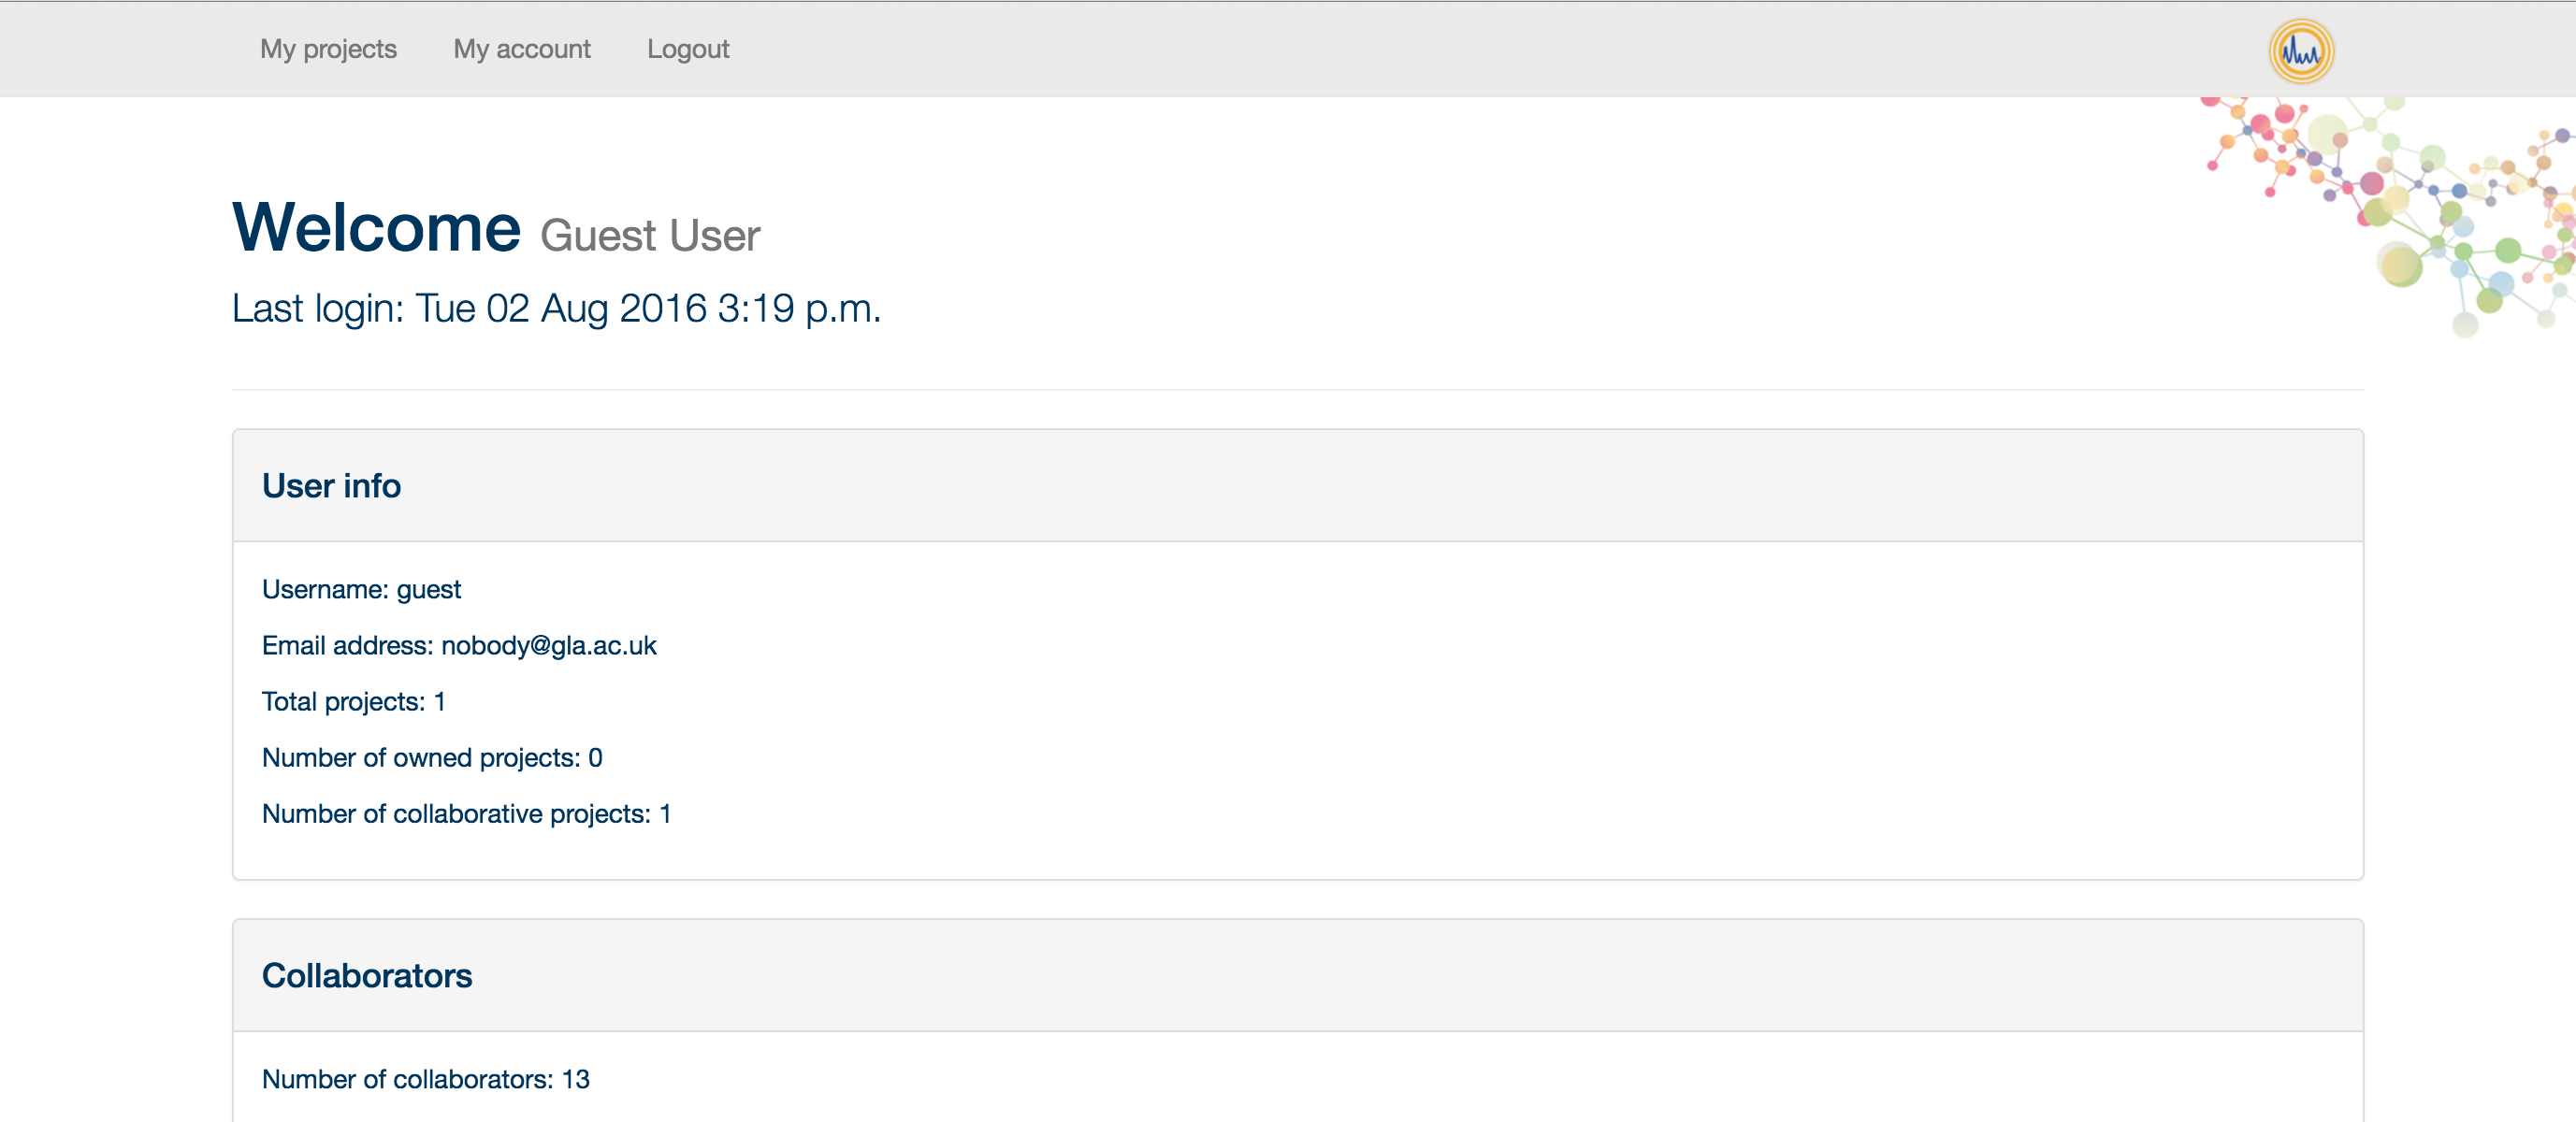 My projects My account Logout
Welcome Guest User
Last login: Tue 02 Aug 2016 3:19 p.m.
User info
Username: guest
Email address: nobody@gla.ac.uk
Total projects: 1
Number of owned projects: 0
Number of collaborative projects: 1
Collaborators
Number of collaborators: 13